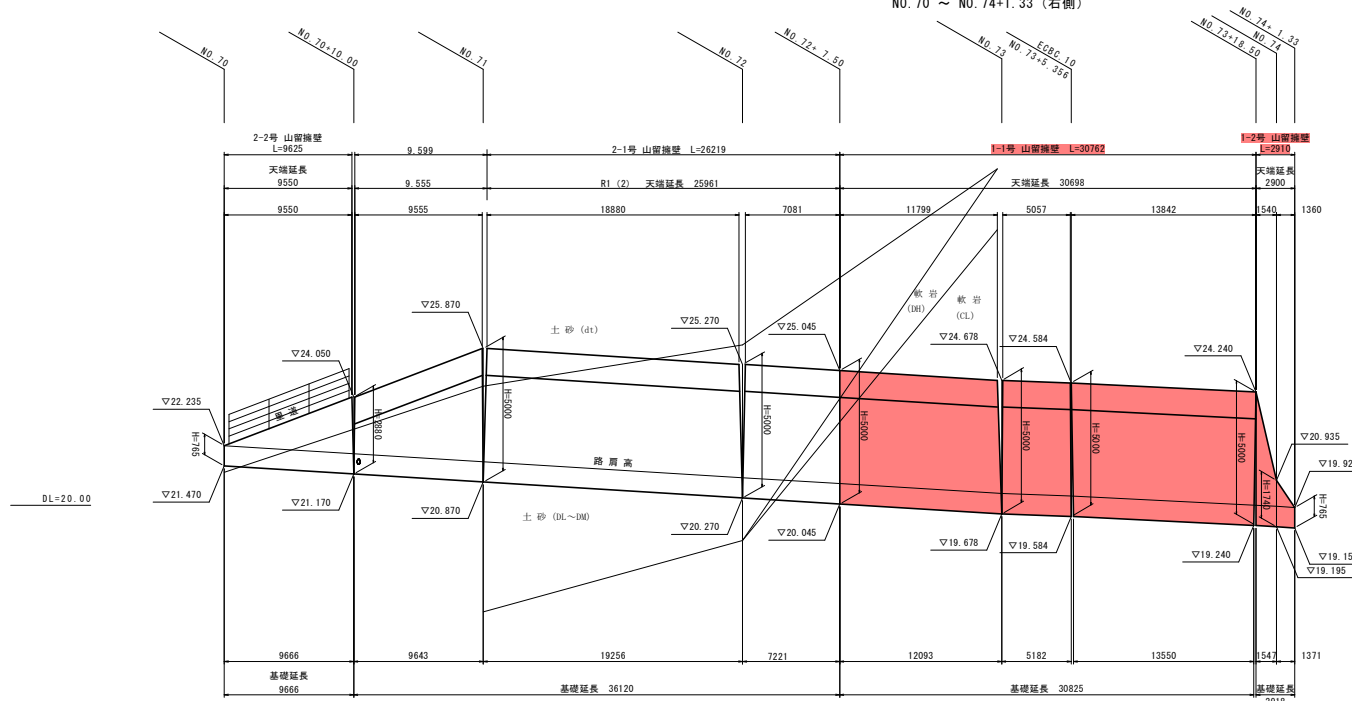 NO.70 ～ NO.74+1.33 (右側)
NO.70
NO.70+10.00
NO.71
NO.72
NO.72+ 7.50
NO.73
ECBC.10
NO.73+5.356
NO.73+18.50
NO.74
NO.74+ 1.33
2-2号 山留擁壁
L=9625
9.599
2-1号 山留擁壁 L=26219
1-1号 山留擁壁 L=30762
1-2号 山留擁壁
L=2910
天端延長
9550
9.555
R1 (2) 天端延長 25961
天端延長 30698
天端延長
2900
9550
9555
18880
7081
11799
5057
13842
1540
1360
軟 岩
(DH)
軟 岩
(CL)
土 砂 (dt)
▽25.870
▽25.270
▽25.045
▽24.678
▽24.584
▽24.240
▽24.050
▽22.235
H=765
H=2880
H=5000
H=5000
H=5000
H=5000
H=5000
H=5000
H=1740
H=765
▽20.935
路 肩 高
DL=20.00
▽21.470
▽21.170
▽20.870
土 砂 (DL～DM)
▽20.270
▽20.045
▽19.678
▽19.584
▽19.240
▽19.195
9666
9643
19256
7221
12093
5182
13550
1547
1371
基礎延長
9666
基礎延長 36120
基礎延長 30825
基礎延長